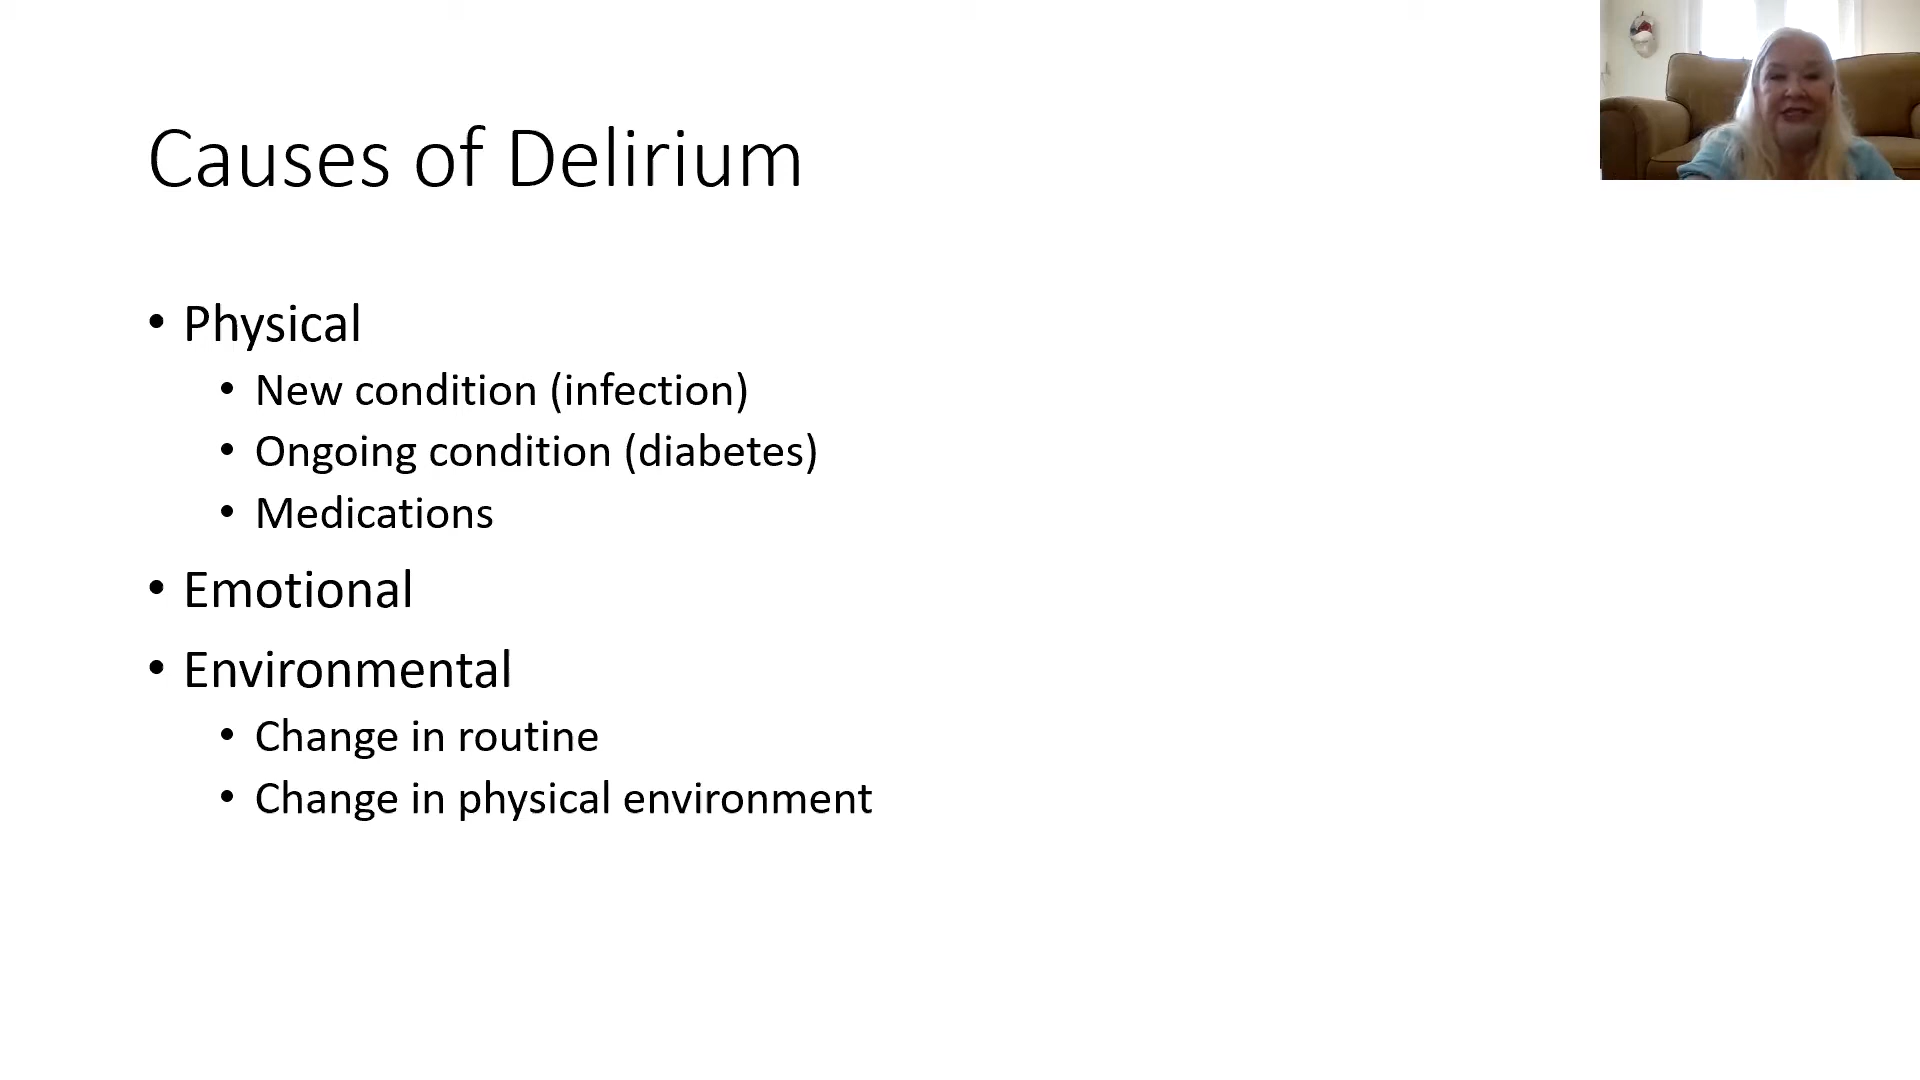 Causes of Delirium
• Physical
• New condition (infection)
• Ongoing condition (diabetes)
• Medications
• Emotional
• Environmental
• Change in routine
• Change in physical environment